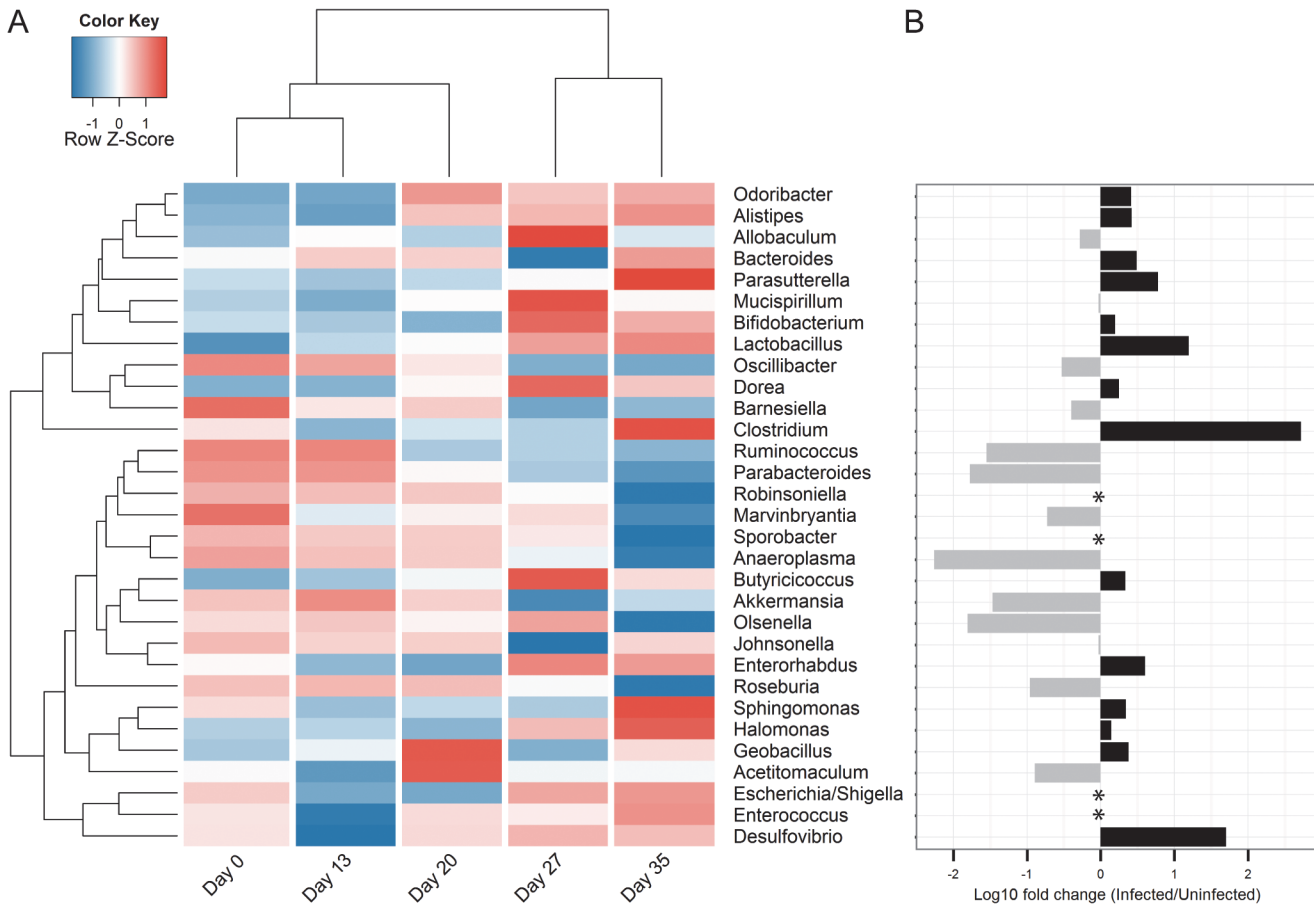 A
Color Key
-1 0 1
Row Z-Score
B
Odoribacter
Alistipes
Allobaculum
Bacteroides
Parasutterella
Mucispirillum
Bifidobacterium
Lactobacillus
Oscillibacter
Dorea
Barnesiella
Clostridium
Ruminococcus
Parabacteroides
Robinsoniella
*
Marvinbryantia
Sporobacter
*
Anaeroplasma
Butyricicoccus
Akkermansia
Olsenella
Johnsonella
Enterorhabdus
Roseburia
Sphingomonas
Halomonas
Geobacillus
Acetitomaculum
Escherichia/Shigella
*
Enterococcus
*
Desulfovibrio
Day 0
Day 13
Day 20
Day 27
Day 35
-2 -1 0 1 2
Log10 fold change (Infected/Uninfected)